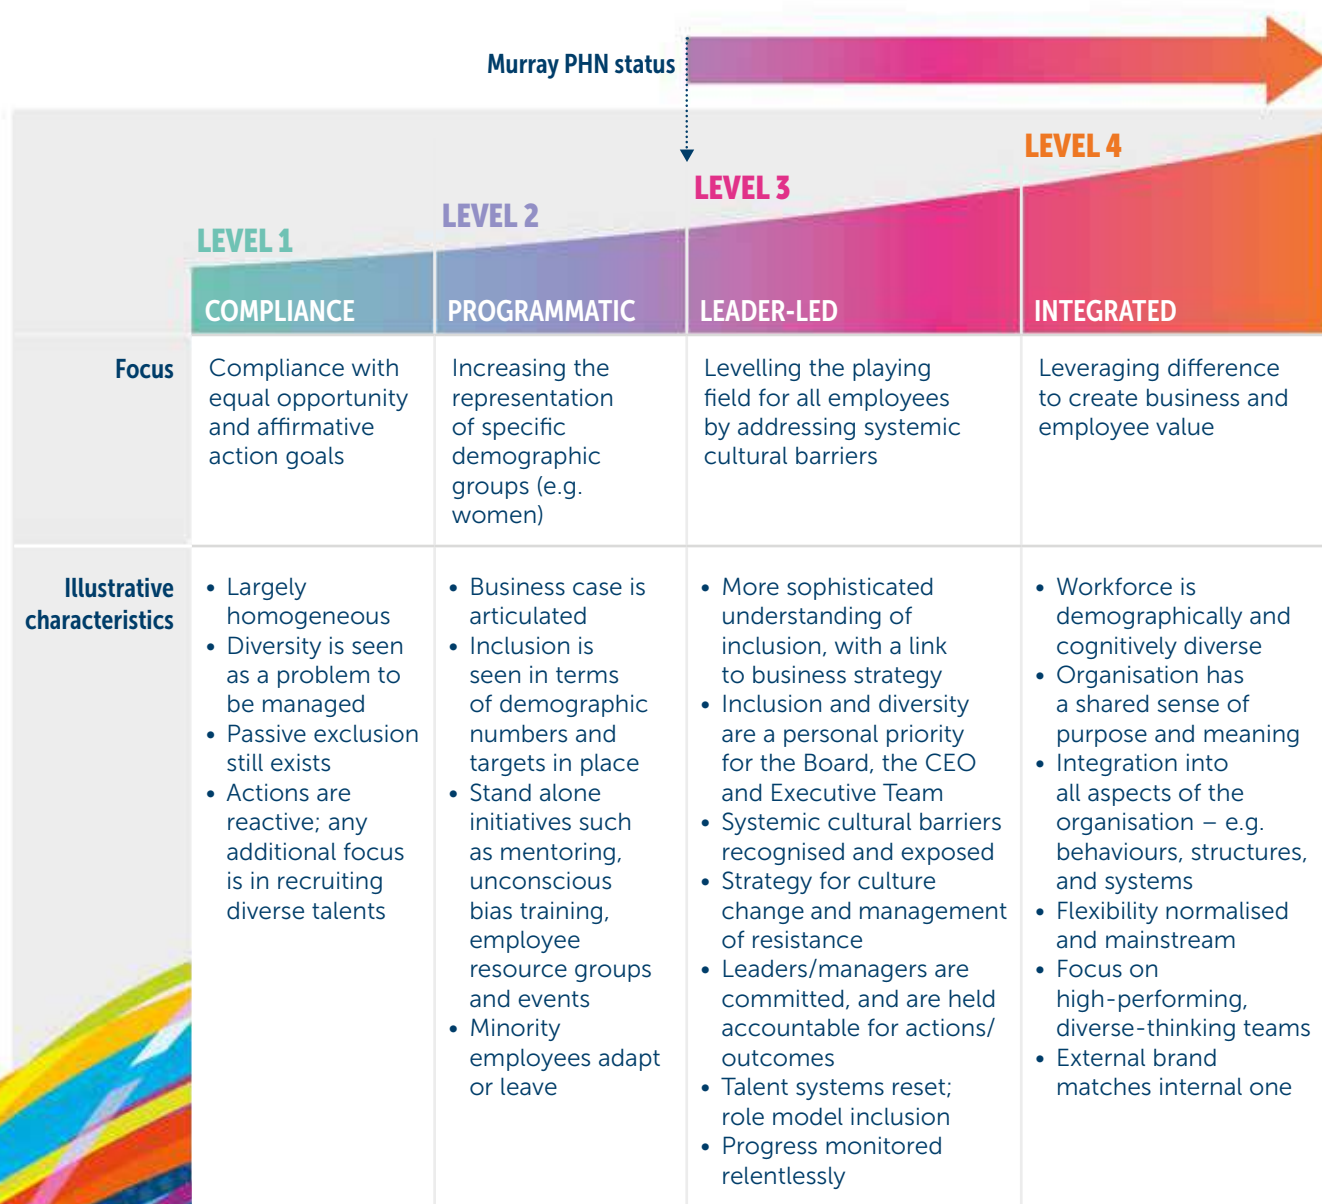 Murray PHN status
LEVEL 1
LEVEL 2
LEVEL 3
LEVEL 4
COMPLIANCE
PROGRAMMATIC
LEADER-LED
INTEGRATED
Focus
Compliance with
equal opportunity
and affirmative
action goals
Increasing the
representation
of specific
demographic
groups (e.g.
women)
Levelling the playing
field for all employees
by addressing systemic
cultural barriers
Leveraging difference
to create business and
employee value
Illustrative
characteristics
• Largely
homogeneous
• Diversity is seen
as a problem to
be managed
• Passive exclusion
still exists
• Actions are
reactive; any
additional focus
is in recruiting
diverse talents
• Business case is
articulated
• Inclusion is
seen in terms
of demographic
numbers and
targets in place
• Stand alone
initiatives such
as mentoring,
unconscious
bias training,
employee
resource groups
and events
• Minority
employees adapt
or leave
• More sophisticated
understanding of
inclusion, with a link
to business strategy
• Inclusion and diversity
are a personal priority
for the Board, the CEO
and Executive Team
• Systemic cultural barriers
recognised and exposed
• Strategy for culture
change and management
of resistance
• Leaders/managers are
committed, and are held
accountable for actions/
outcomes
• Talent systems reset;
role model inclusion
• Progress monitored
relentlessly
• Workforce is
demographically and
cognitively diverse
• Organisation has
a shared sense of
purpose and meaning
• Integration into
all aspects of the
organisation – e.g.
behaviours, structures,
and systems
• Flexibility normalised
and mainstream
• Focus on
high-performing,
diverse-thinking teams
• External brand
matches internal one